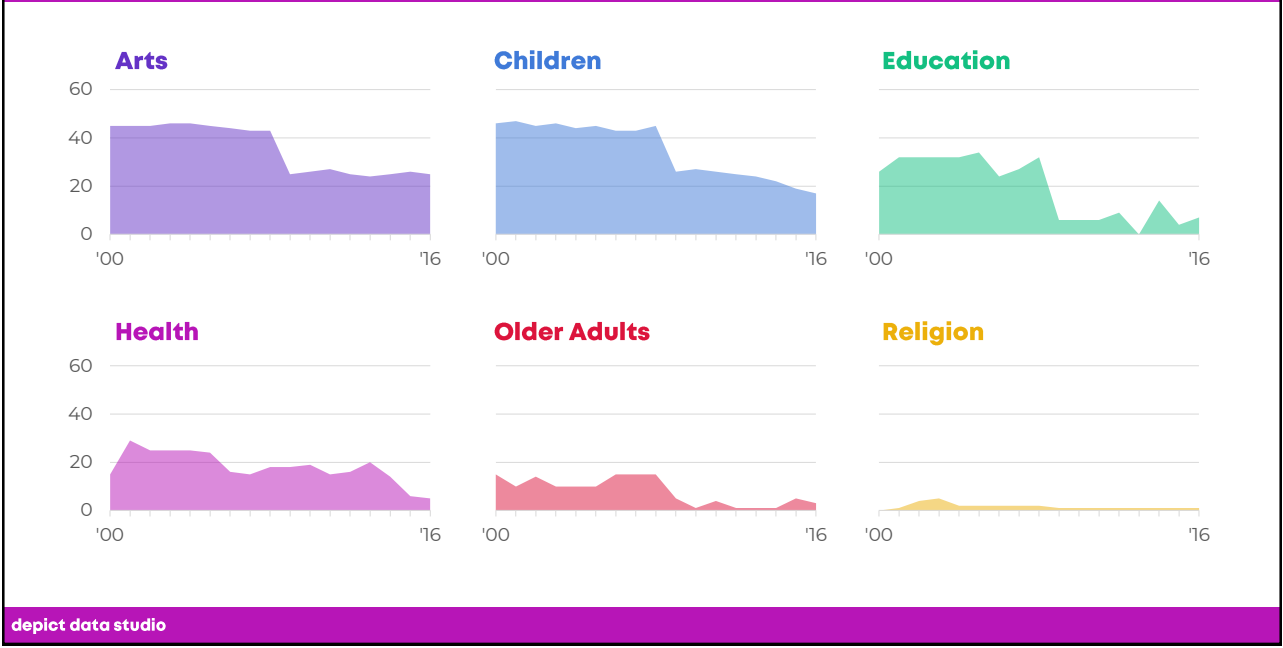 Arts
Children
Education
60
40
20
0
'00 '16
'00 '16
'00 '16
Health
Older Adults
Religion
60
40
20
0
'00 '16
'00 '16
'00 '16
depict data studio